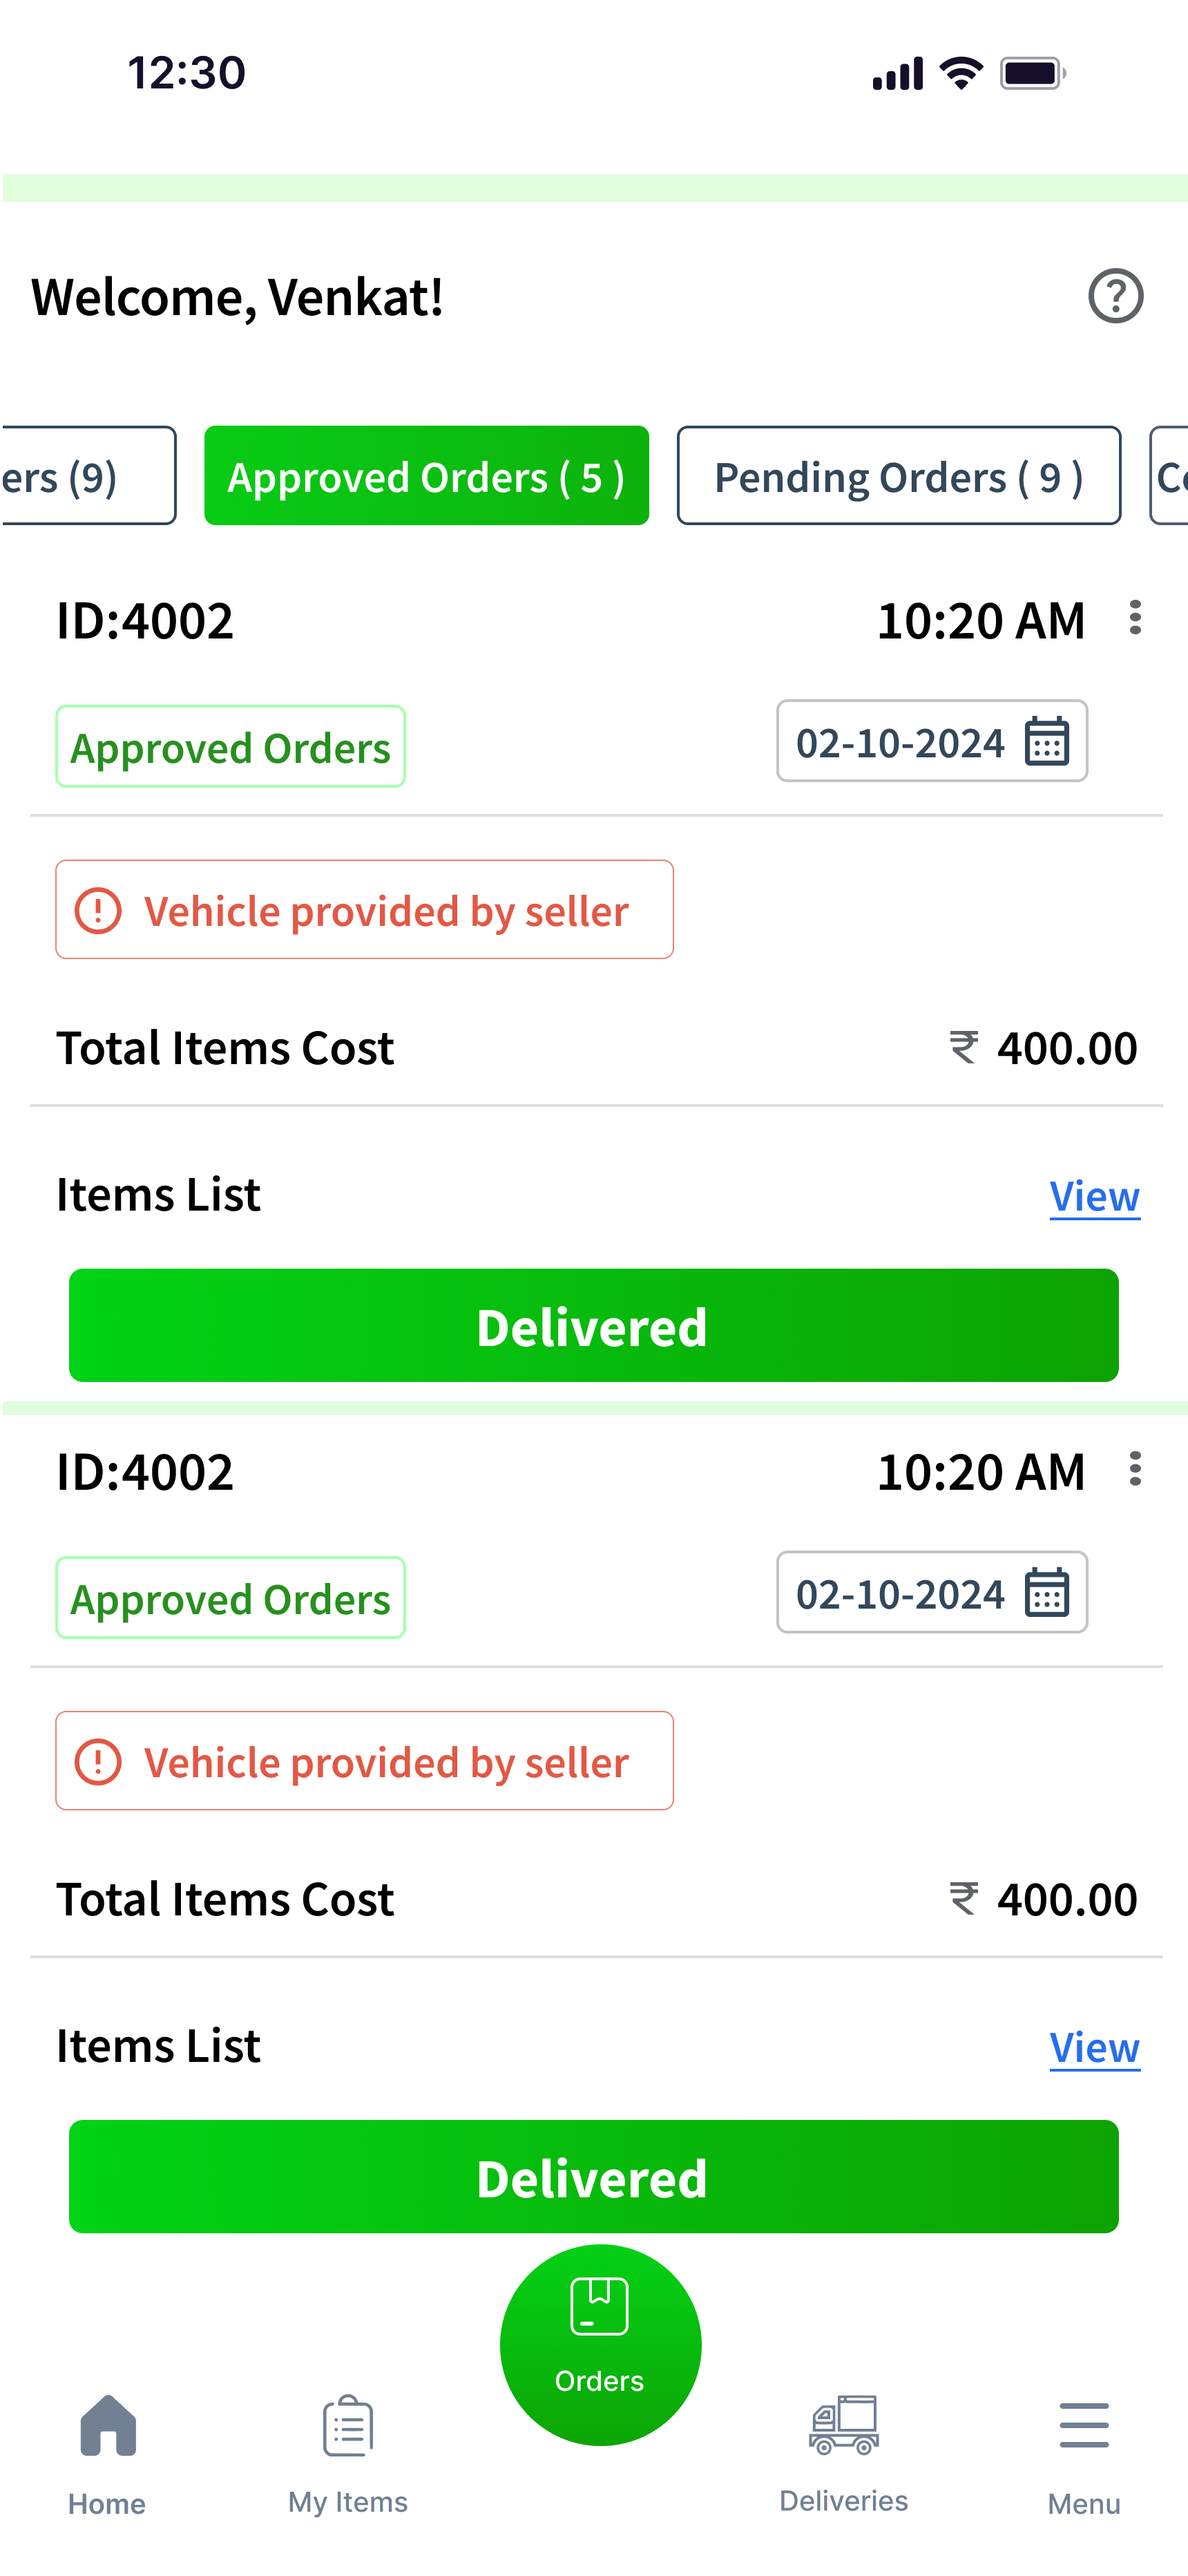 12:30
Welcome, Venkat!
ers (9)
Approved Orders ( 5 )
Pending Orders ( 9 )
ID:4002
10:20 AM
Approved Orders
02-10-2024
Vehicle provided by seller
Total Items Cost
₹ 400.00
Items List
View
Delivered
ID:4002
10:20 AM
Approved Orders
02-10-2024
Vehicle provided by seller
Total Items Cost
₹ 400.00
Items List
View
Delivered
Orders
Home
My Items
Deliveries
Menu